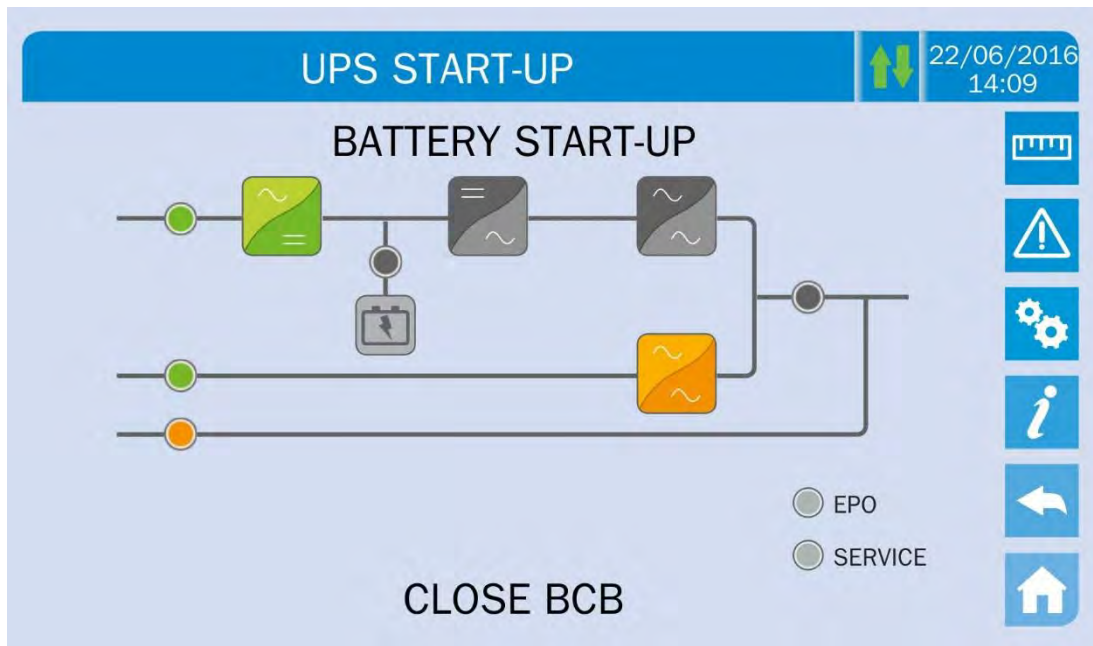 UPS START-UP
22/06/2016
14:09
BATTERY START-UP
EPO
SERVICE
CLOSE BCB